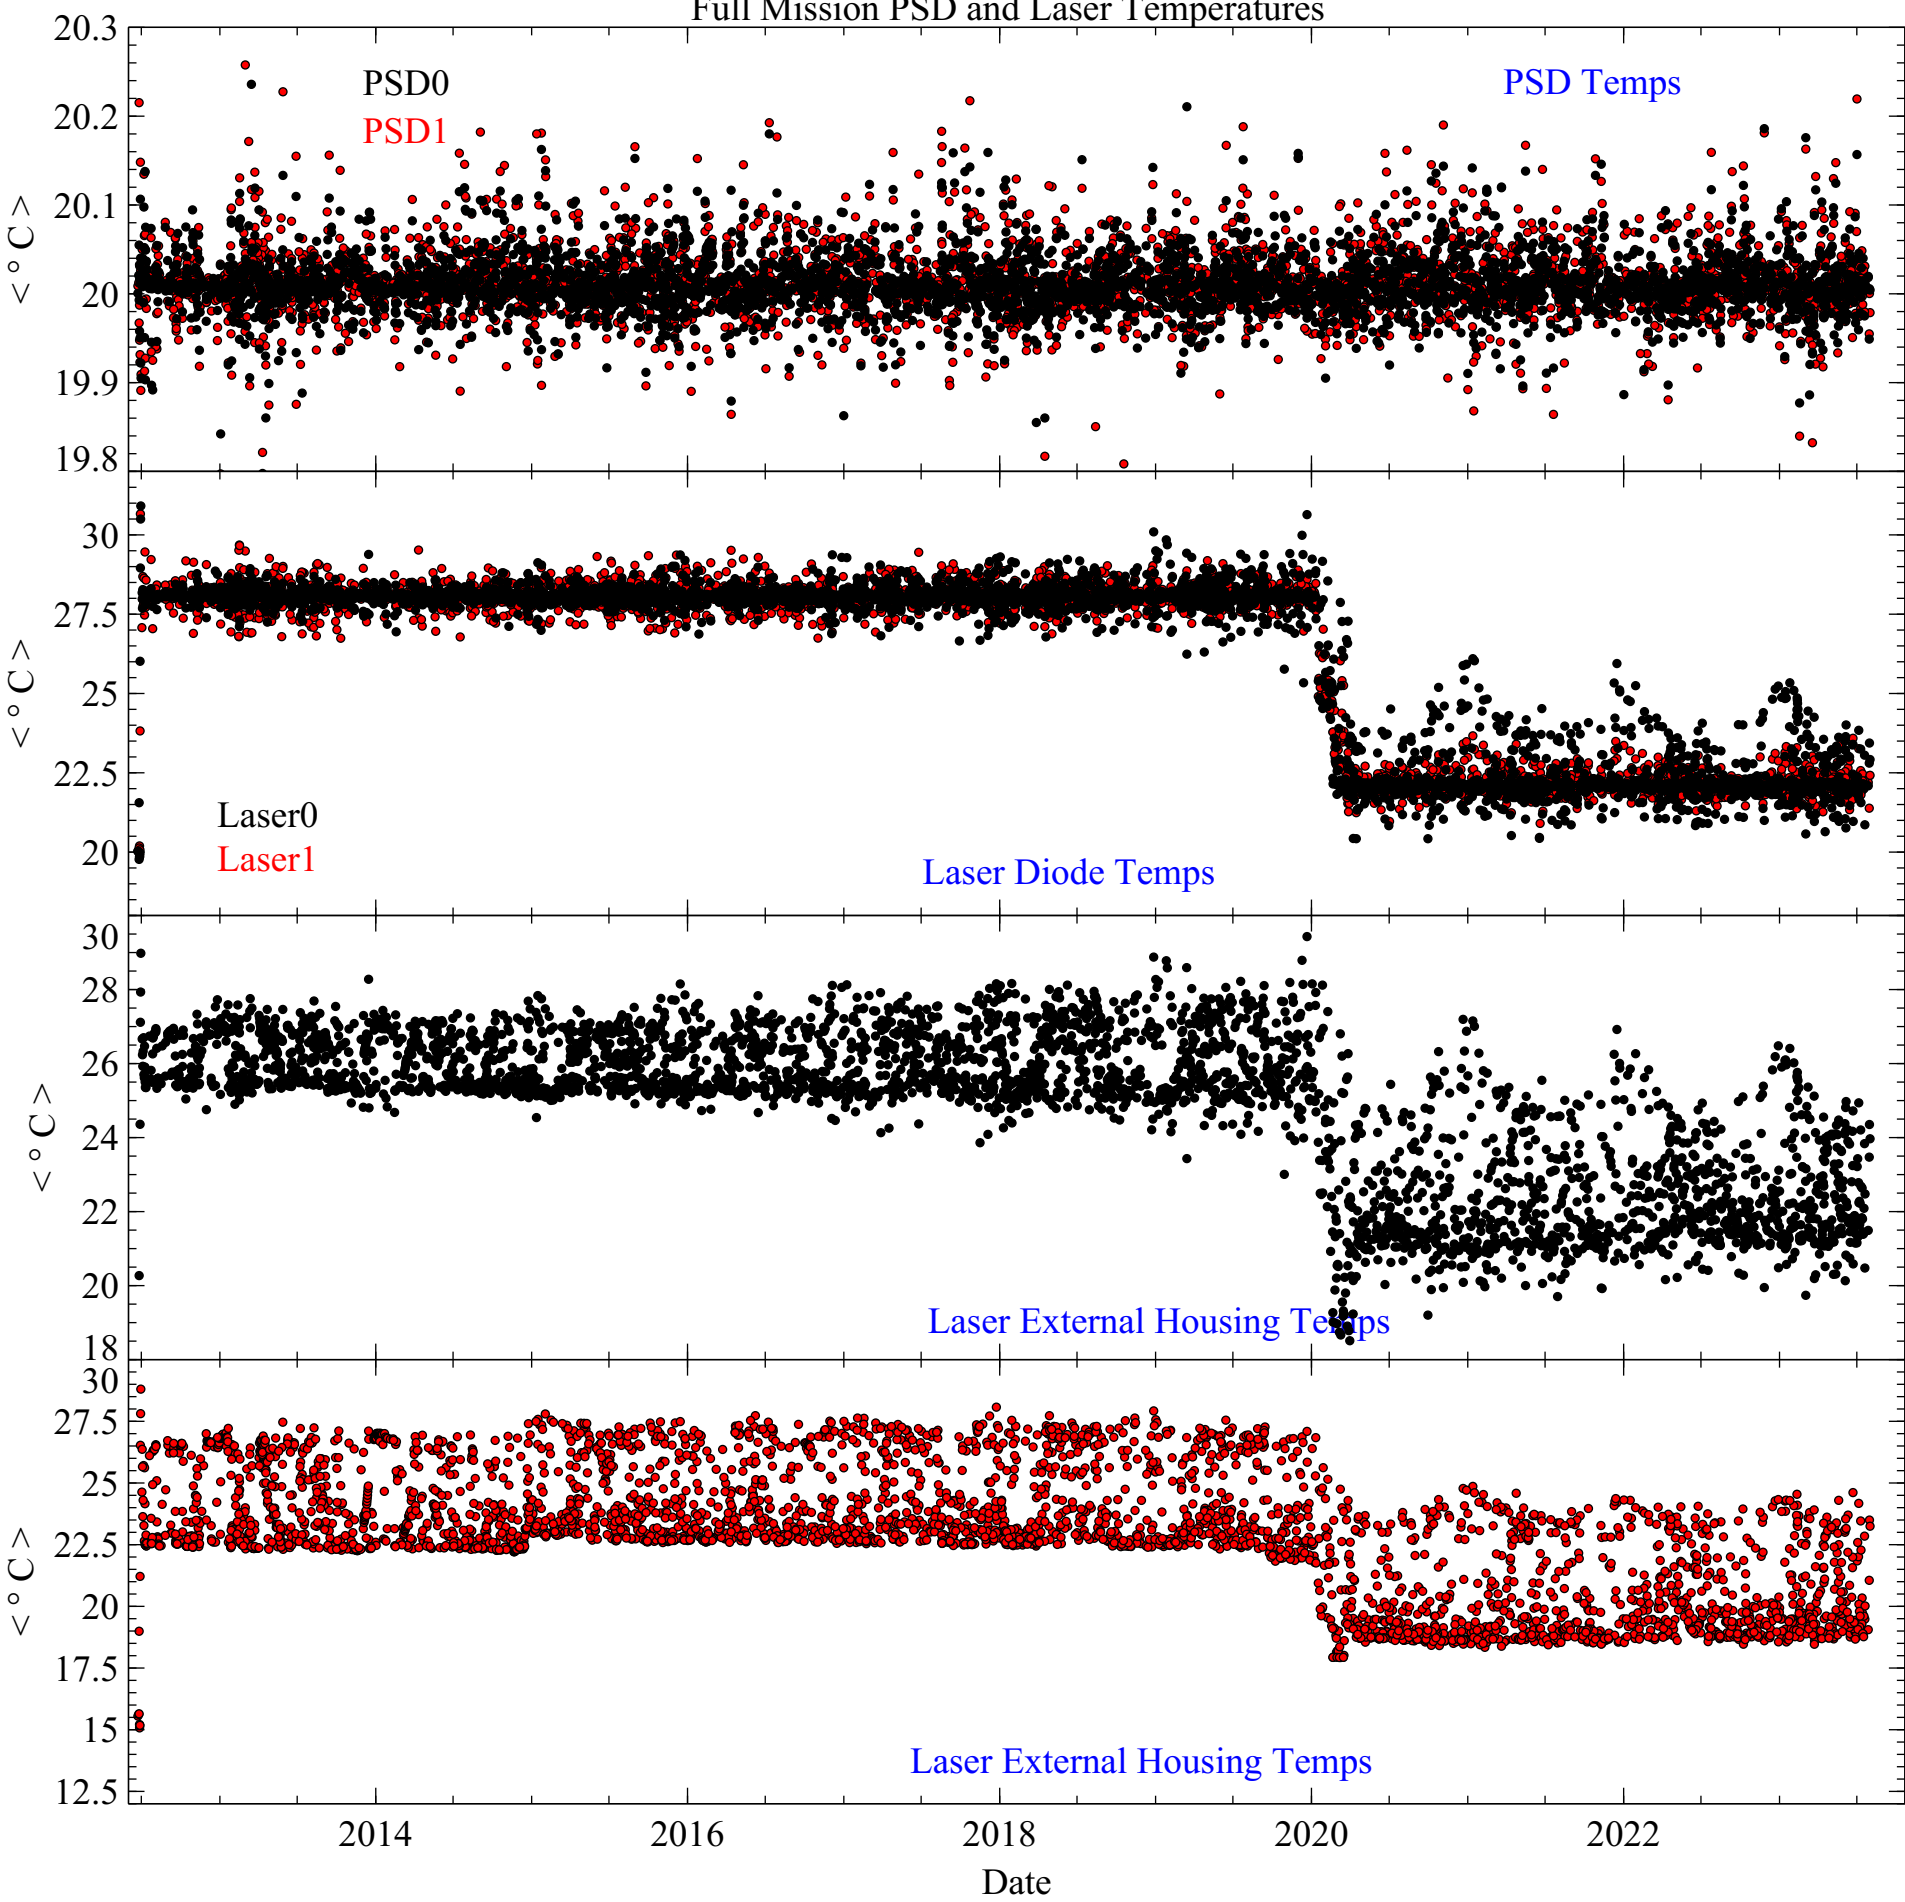 Full Mission PSD and Laser Temperatures
20.3
20.2
20.1
20
19.9
19.8
<°C>
PSD0
PSD1
PSD Temps
30
27.5
25
22.5
20
<°C>
Laser0
Laser1
Laser Diode Temps
30
28
26
24
22
20
18
<°C>
Laser External Housing Temps
30
27.5
25
22.5
20
17.5
15
12.5
<°C>
Laser External Housing Temps
2014 2016 2018 2020 2022
Date